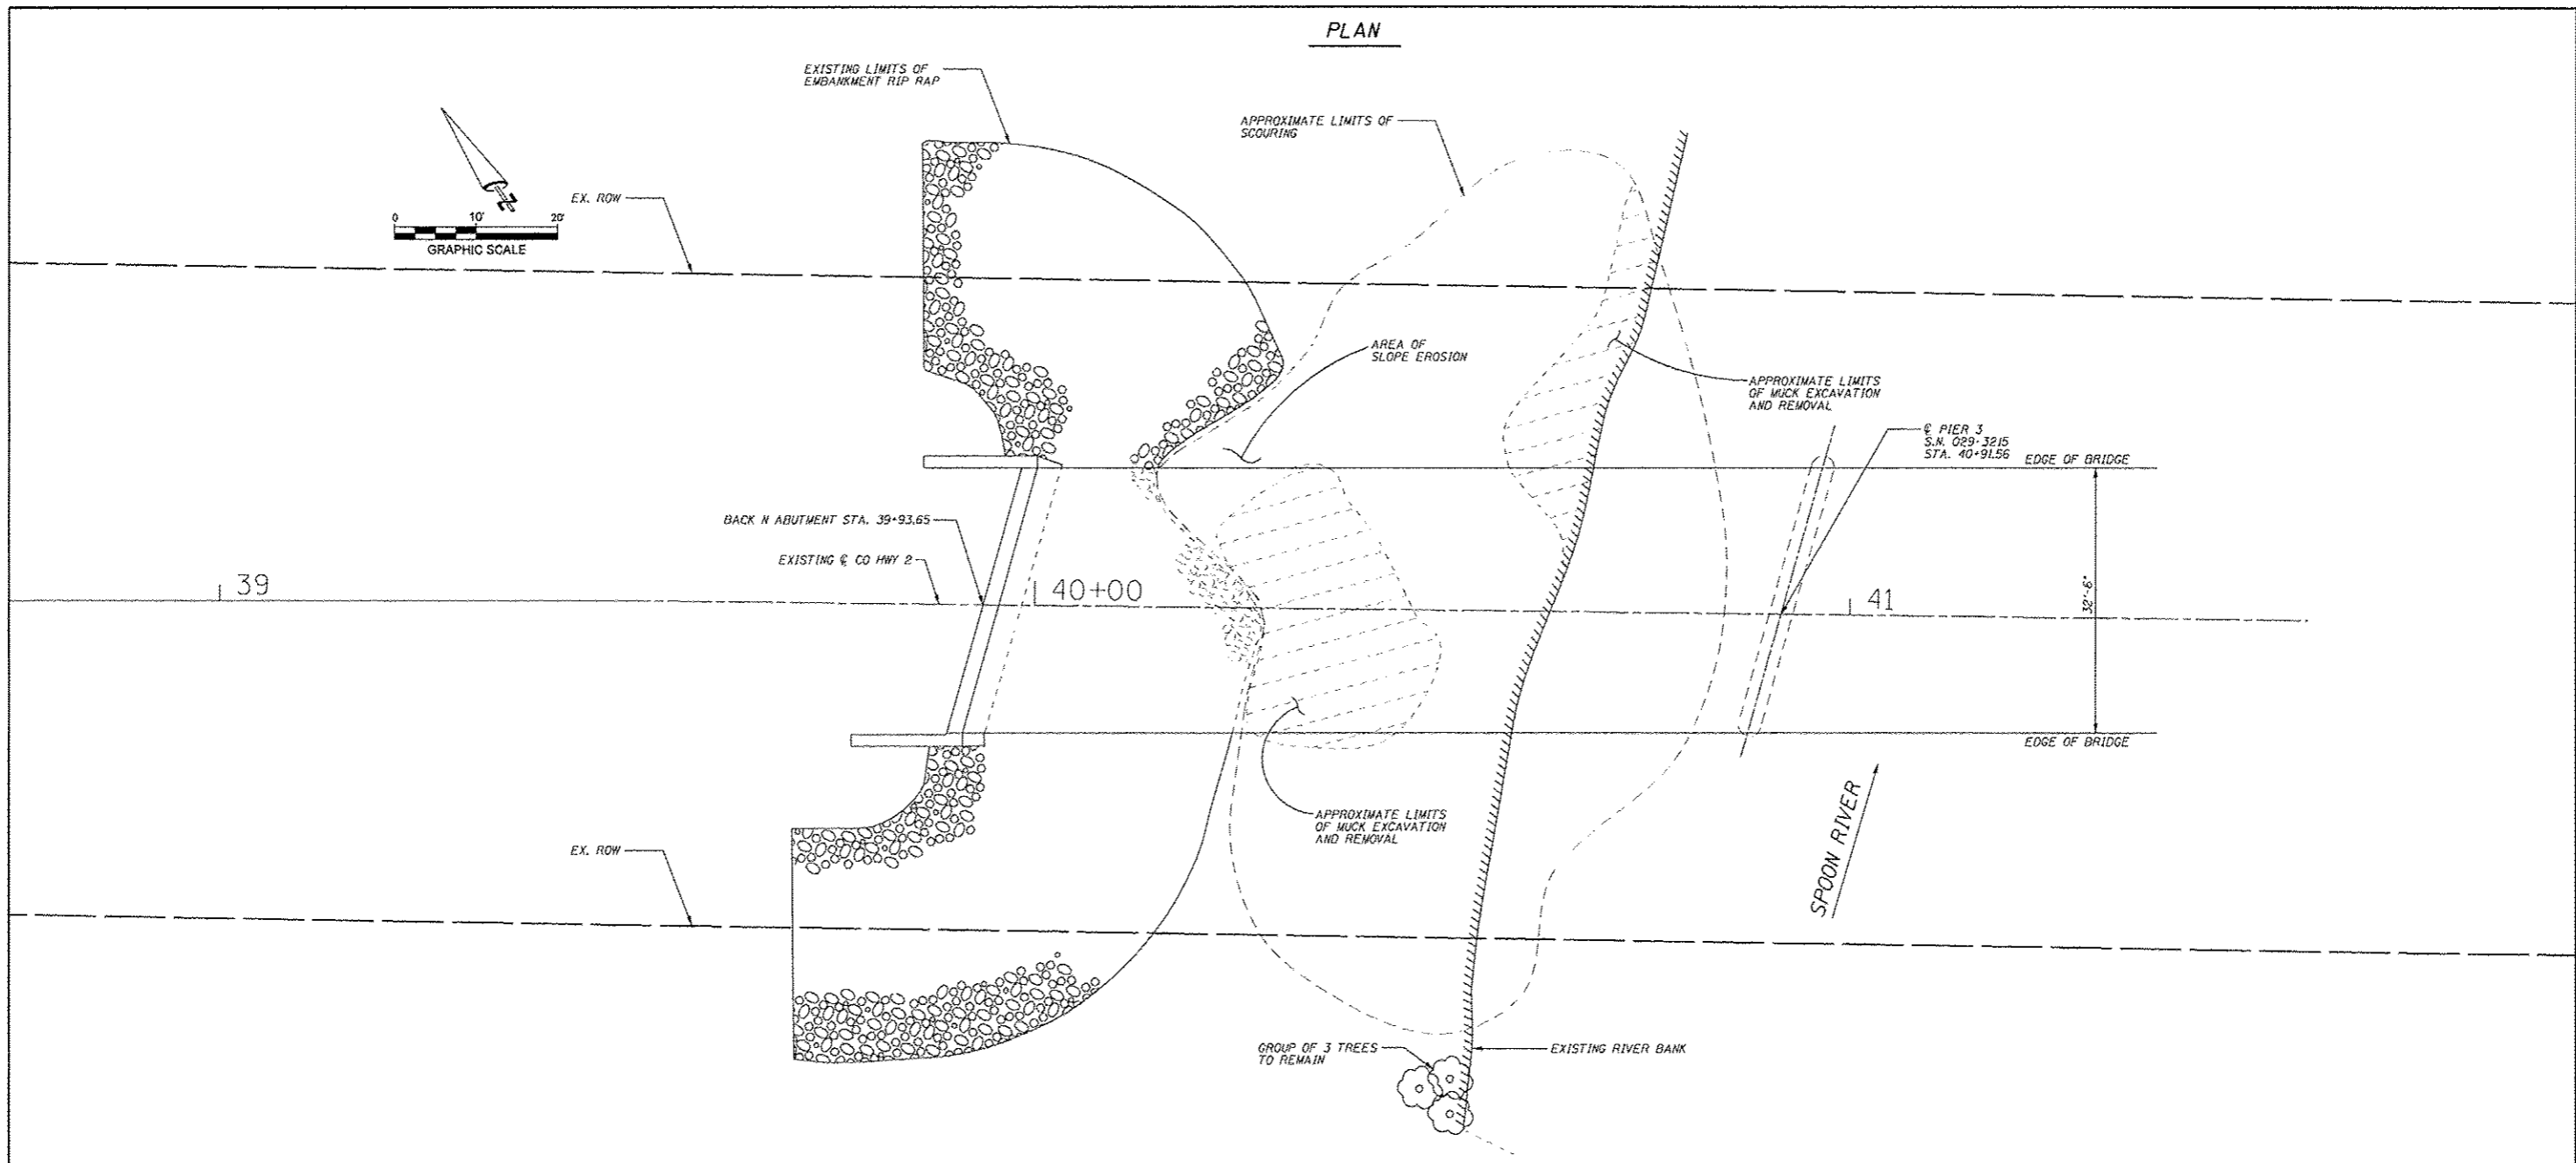 PLAN
EXISTING LIMITS OF
EMBANKMENT RIP RAP
APPROXIMATE LIMITS OF
SCOURING
N
EX. ROW
0 10' 20'
GRAPHIC SCALE
AREA OF
SLOPE EROSION
APPROXIMATE LIMITS
OF MUCK EXCAVATION
AND REMOVAL
℄ PIER 3
S.N. 029-3215
STA. 40+91.56
EDGE OF BRIDGE
BACK N ABUTMENT STA. 39+93.65
EXISTING ℄ CO HWY 2
39
40+00
41
32'-6"
EDGE OF BRIDGE
APPROXIMATE LIMITS
OF MUCK EXCAVATION
AND REMOVAL
SPOON RIVER
EX. ROW
GROUP OF 3 TREES
TO REMAIN
EXISTING RIVER BANK